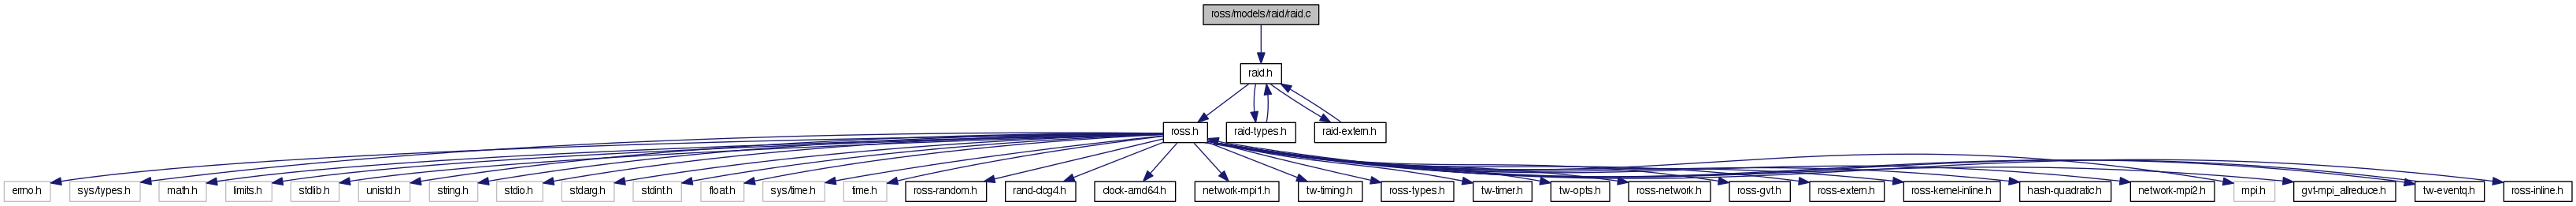 ross/models/raid/raid.c
raid.h
ross.h
raid-types.h
raid-extern.h
errno.h
sys/types.h
math.h
limits.h
stdlib.h
unistd.h
string.h
stdio.h
stdarg.h
stdint.h
float.h
sys/time.h
time.h
ross-random.h
rand-clcg4.h
clock-amd64.h
network-mpi1.h
tw-timing.h
ross-types.h
tw-timer.h
tw-opts.h
ross-network.h
ross-gvt.h
ross-extern.h
ross-kernel-inline.h
hash-quadratic.h
network-mpi2.h
mpi.h
gvt-mpi_allreduce.h
tw-eventq.h
ross-inline.h